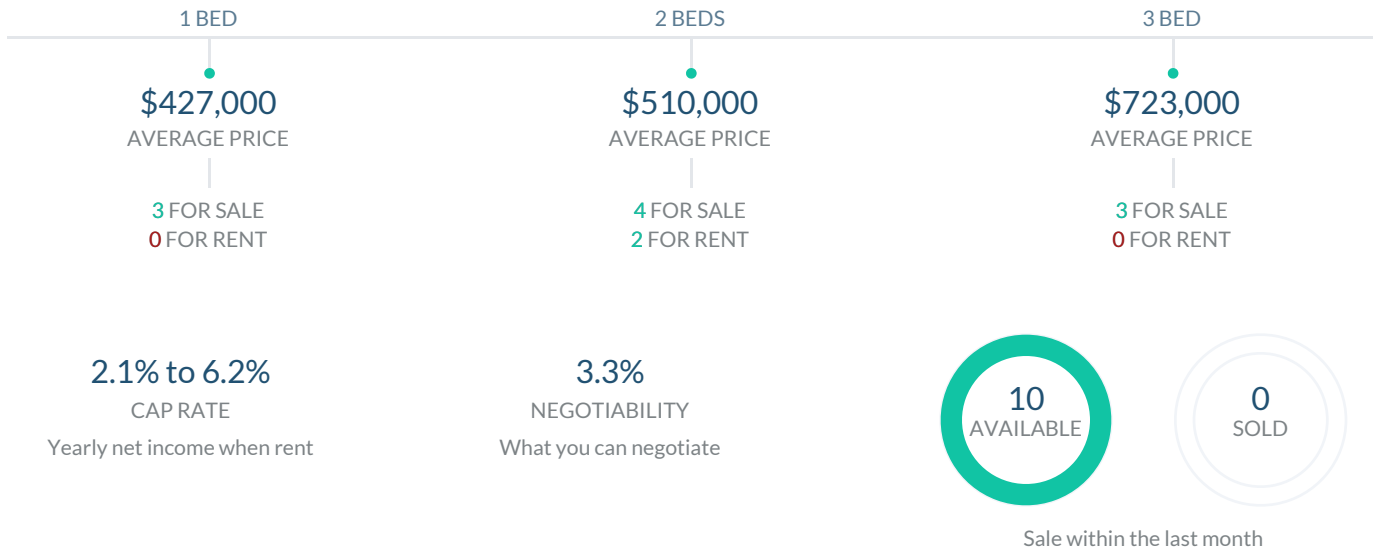 1 BED
2 BEDS
3 BED
$427,000
AVERAGE PRICE
3 FOR SALE
0 FOR RENT
$510,000
AVERAGE PRICE
4 FOR SALE
2 FOR RENT
$723,000
AVERAGE PRICE
3 FOR SALE
0 FOR RENT
2.1% to 6.2%
CAP RATE
Yearly net income when rent
3.3%
NEGOTIABILITY
What you can negotiate
10
AVAILABLE
0
SOLD
Sale within the last month